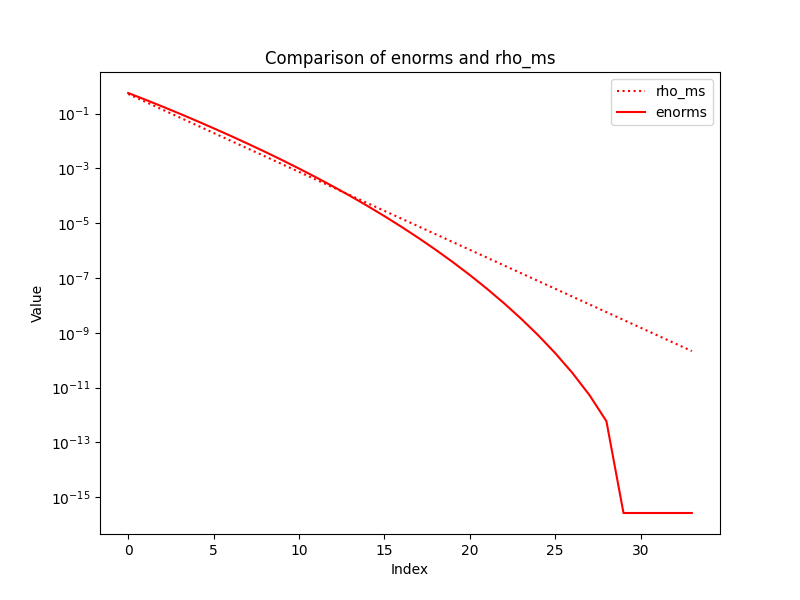 Comparison of enorms and rho_ms
rho_ms
enorms
10⁻¹
10⁻³
10⁻⁵
10⁻⁷
10⁻⁹
10⁻¹¹
10⁻¹³
10⁻¹⁵
Value
0 5 10 15 20 25 30
Index